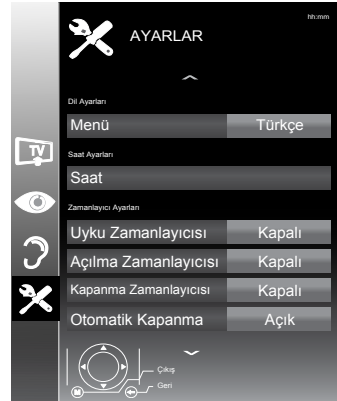 hh:mm
AYARLAR
Dil Ayarları
Menü Türkçe
TV
Saat Ayarları
Saat
Zamanlayıcı Ayarları
Uyku Zamanlayıcısı Kapalı
Açılma Zamanlayıcısı Kapalı
Kapanma Zamanlayıcısı Kapalı
Otomatik Kapanma Açık
Çıkış
Geri
M